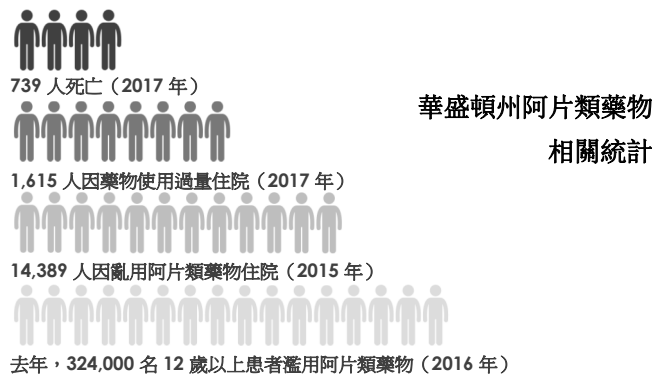 華盛頓州阿片類藥物
相關統計
739 人死亡（2017 年）
1,615 人因藥物使用過量住院（2017 年）
14,389 人因亂用阿片類藥物住院（2015 年）
去年，324,000 名 12 歲以上患者濫用阿片類藥物（2016 年）